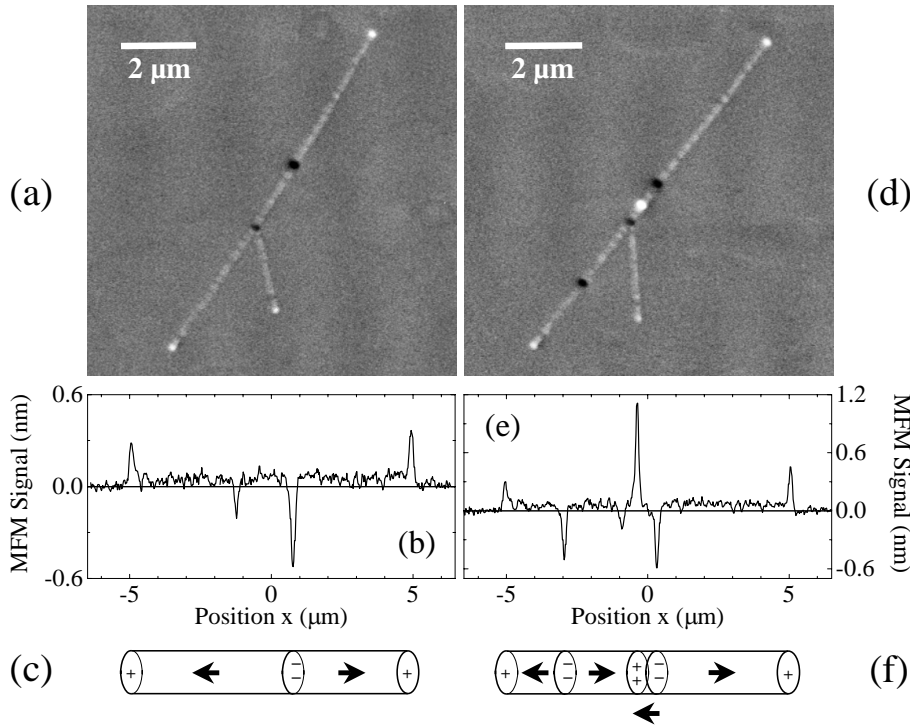 (a)
2 μm
2 μm
(d)
MFM Signal (nm)
0.6
0.0
-0.6
(b)
-5
0
5
Position x (μm)
(e)
1.2
0.6
0.0
-0.6
MFM Signal (nm)
-5
0
5
Position x (μm)
(c)
+
−
−
+
+
−
−
+
+
−
−
+
(f)